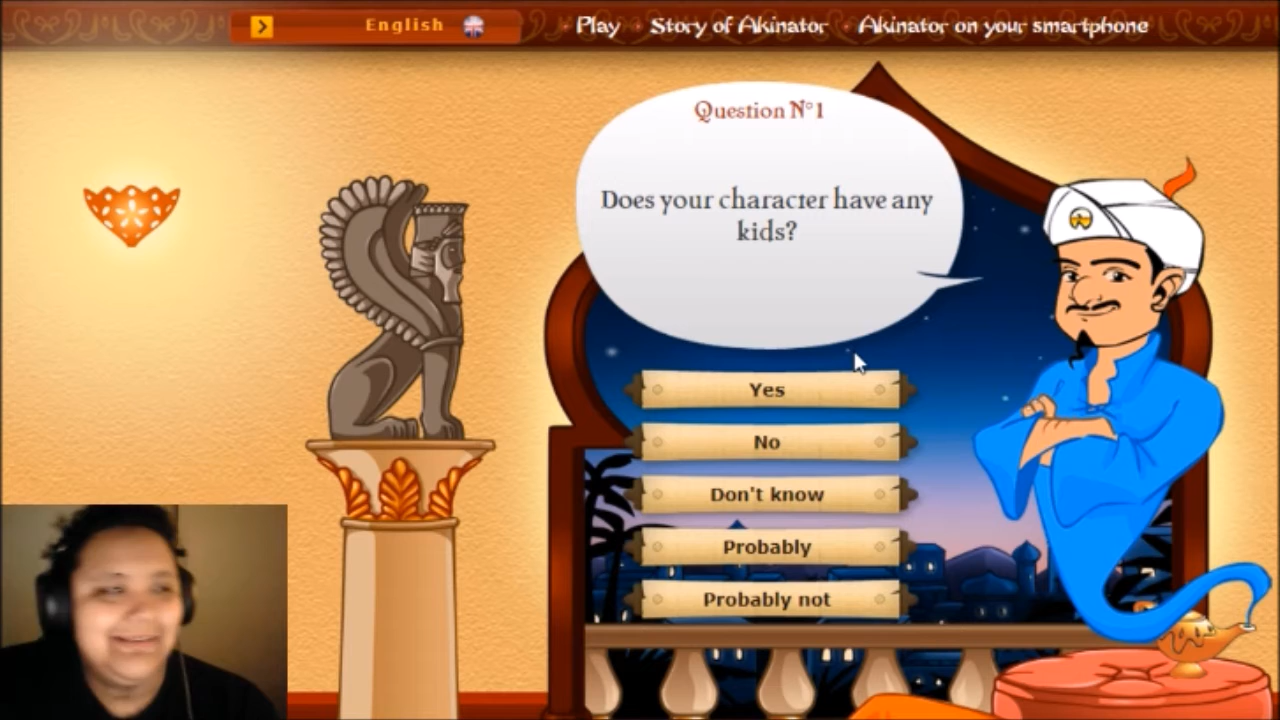 English
Play
Story of Akinator
Akinator on your smartphone
Question N°1
Does your character have any
kids?
Yes
No
Don't know
Probably
Probably not